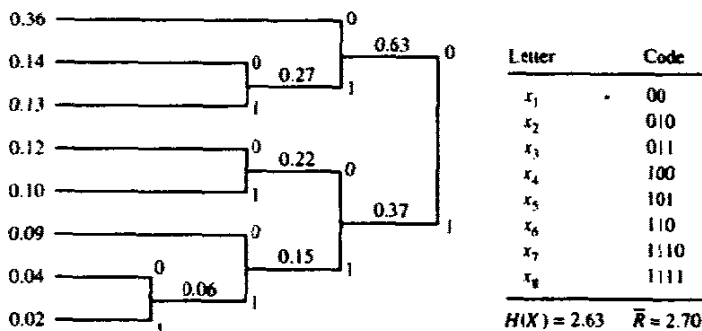 0.36
0
0.63
0
0.14
0
0.27
1
0.13
1
0.12
0
0.22
0
0.10
1
0.37
1
0.09
0
0.15
1
0.04
0
0.06
1
0.02
1
Letter Code
x₁ 00
x₂ 010
x₃ 011
x₄ 100
x₅ 101
x₆ 110
x₇ 1110
x₈ 1111
H(X) = 2.63 R̅ = 2.70